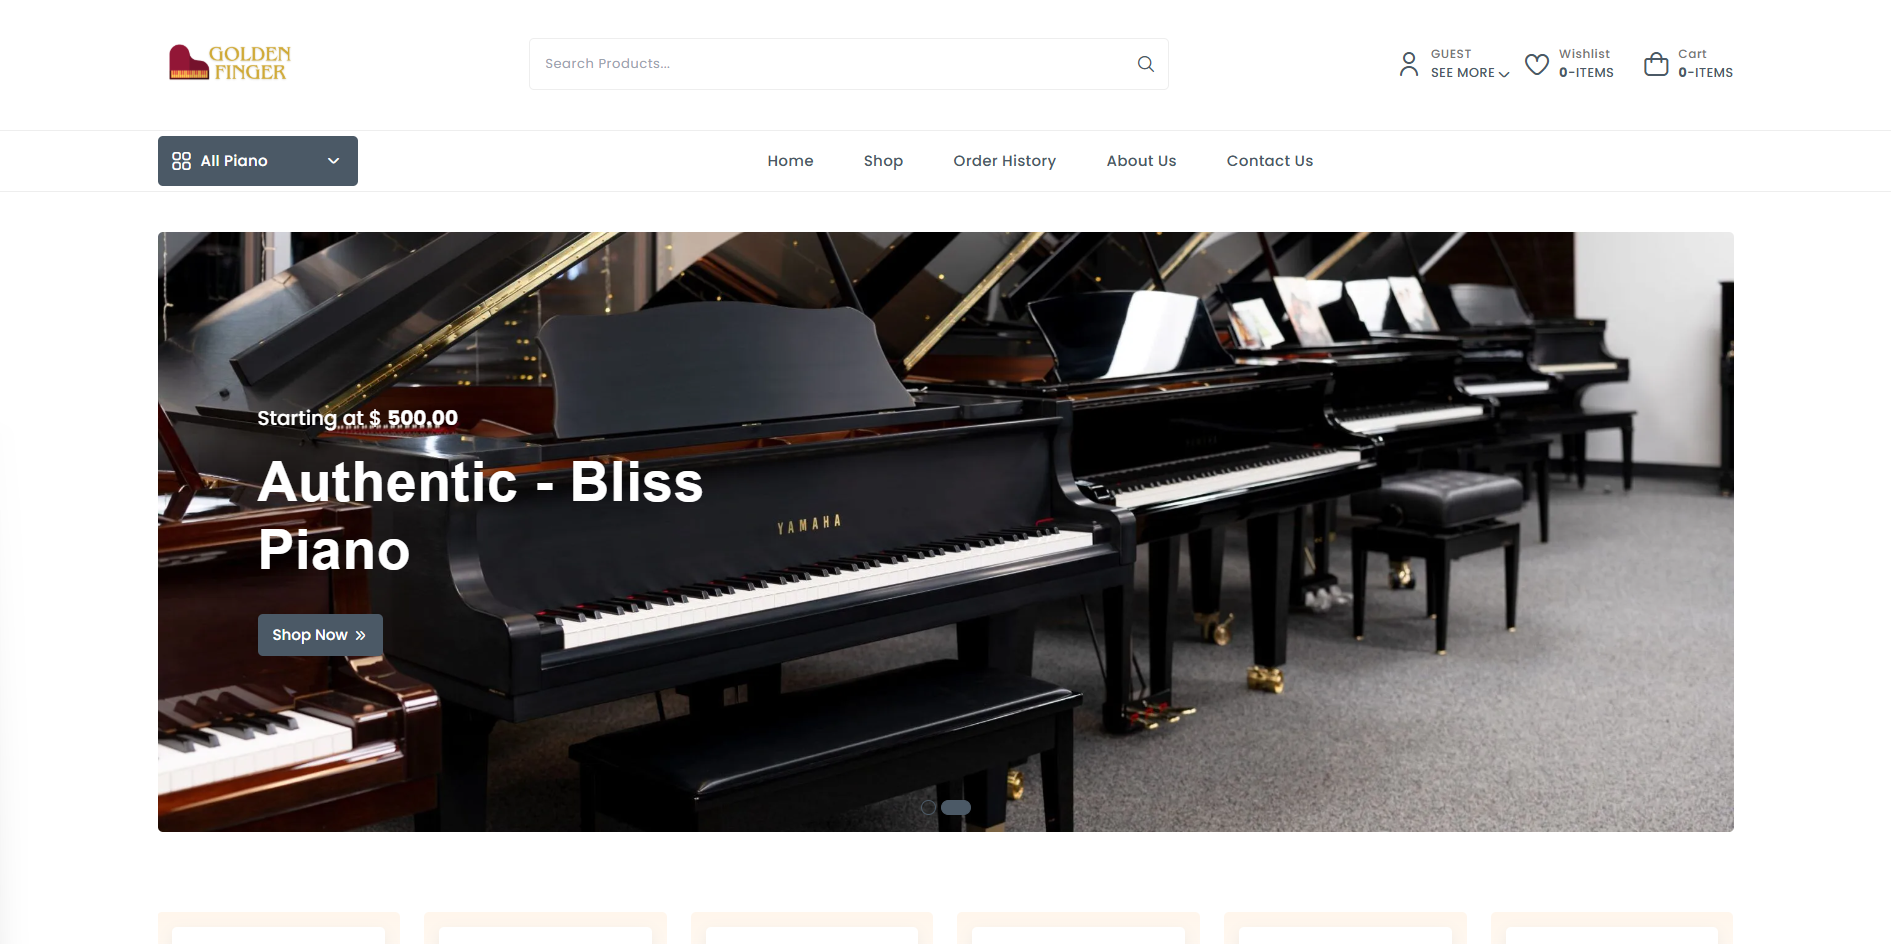 GOLDEN
FINGER
Search Products...
GUEST
SEE MORE
Wishlist
0-ITEMS
Cart
0-ITEMS
All Piano
Home
Shop
Order History
About Us
Contact Us
Starting at $ 500.00
Authentic - Bliss
Piano
YAMAHA
Shop Now